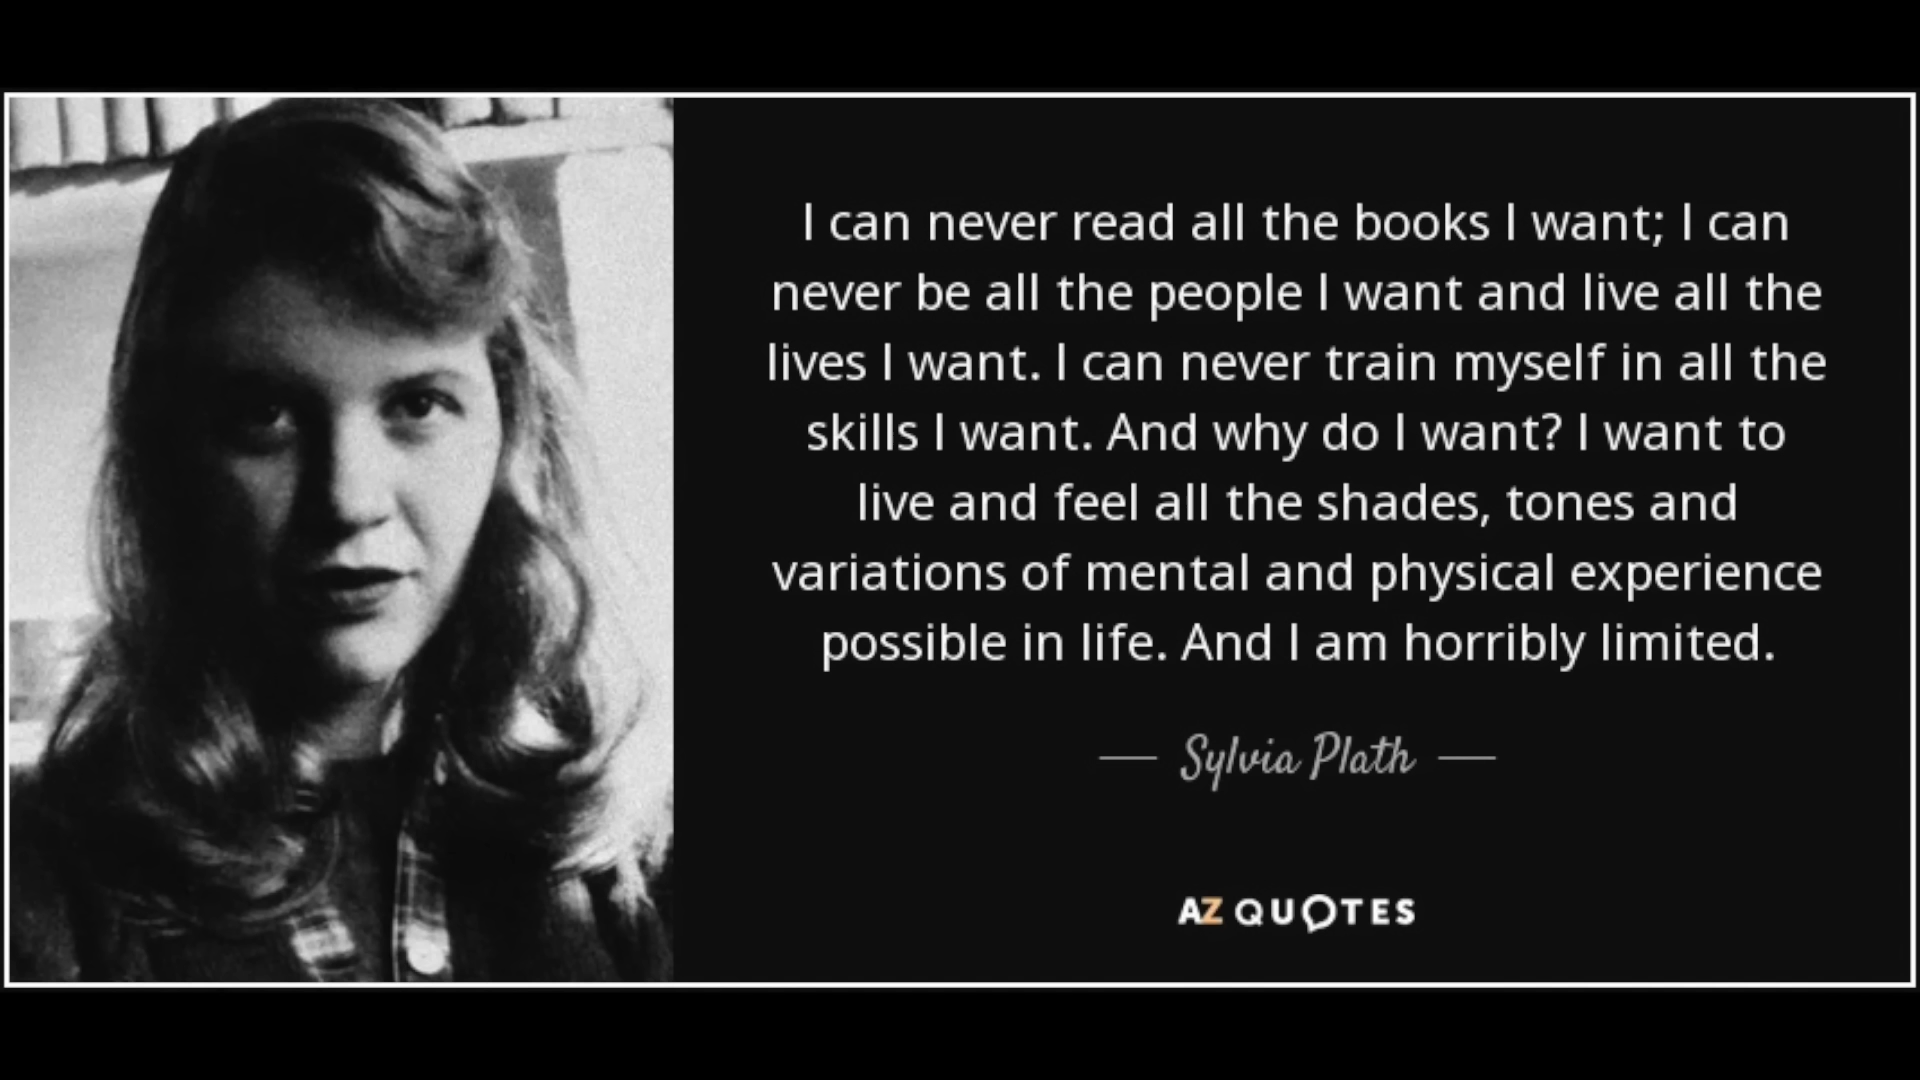 I can never read all the books I want; I can
never be all the people I want and live all the
lives I want. I can never train myself in all the
skills I want. And why do I want? I want to
live and feel all the shades, tones and
variations of mental and physical experience
possible in life. And I am horribly limited.
— Sylvia Plath —
AZ QUOTES